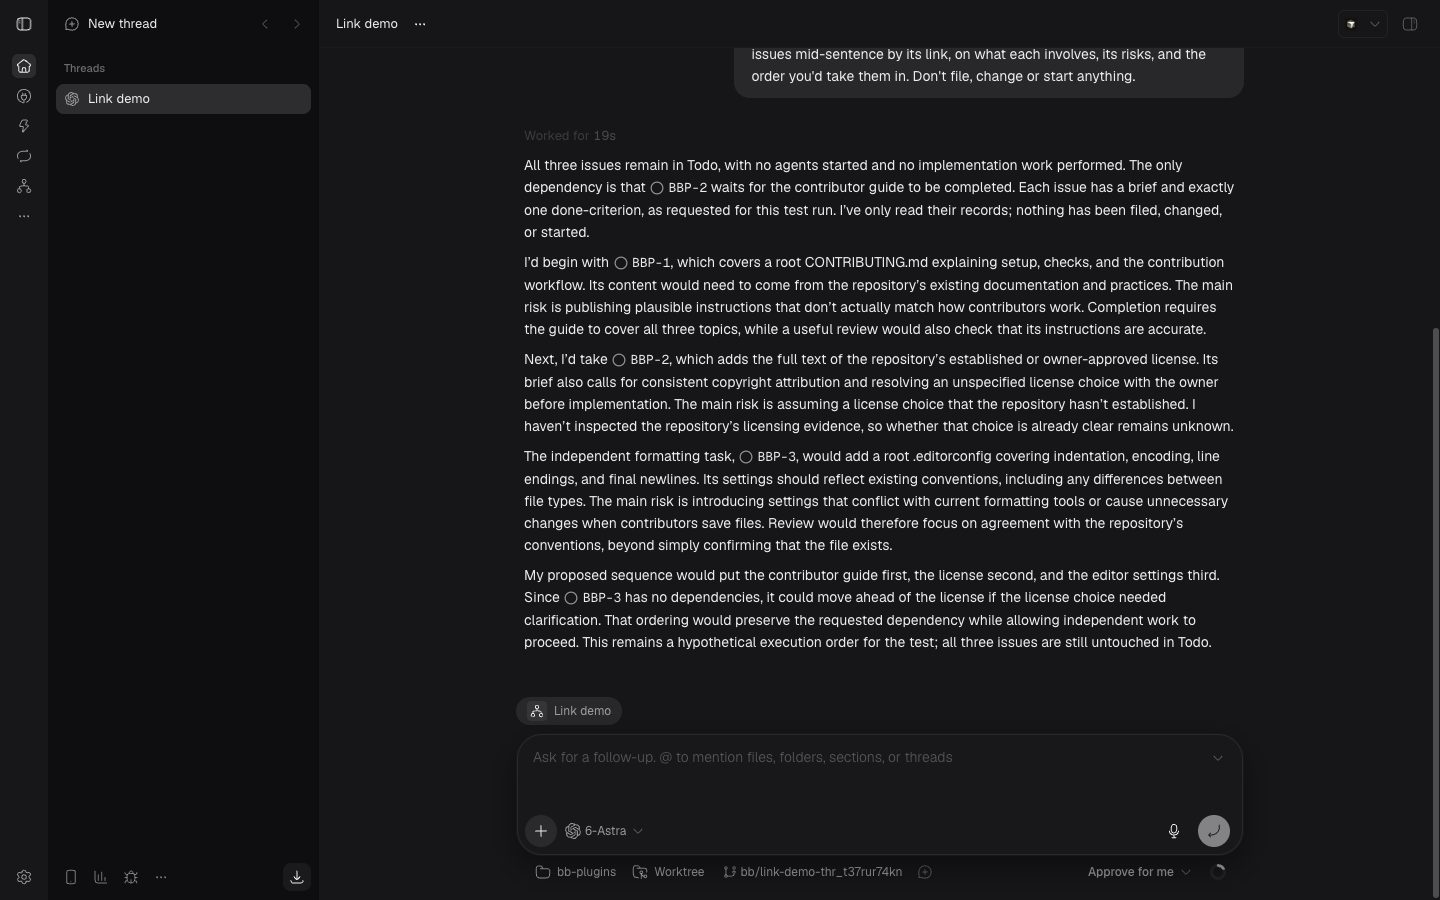 New thread
Threads
Link demo
Link demo
issues mid-sentence by its link, on what each involves, its risks, and the
order you'd take them in. Don't file, change or start anything.
Worked for 19s
All three issues remain in Todo, with no agents started and no implementation work performed. The only
dependency is that BBP-2 waits for the contributor guide to be completed. Each issue has a brief and exactly
one done-criterion, as requested for this test run. I’ve only read their records; nothing has been filed, changed,
or started.
I’d begin with BBP-1, which covers a root CONTRIBUTING.md explaining setup, checks, and the contribution
workflow. Its content would need to come from the repository’s existing documentation and practices. The main
risk is publishing plausible instructions that don’t actually match how contributors work. Completion requires
the guide to cover all three topics, while a useful review would also check that its instructions are accurate.
Next, I’d take BBP-2, which adds the full text of the repository’s established or owner-approved license. Its
brief also calls for consistent copyright attribution and resolving an unspecified license choice with the owner
before implementation. The main risk is assuming a license choice that the repository hasn’t established. I
haven’t inspected the repository’s licensing evidence, so whether that choice is already clear remains unknown.
The independent formatting task, BBP-3, would add a root .editorconfig covering indentation, encoding, line
endings, and final newlines. Its settings should reflect existing conventions, including any differences between
file types. The main risk is introducing settings that conflict with current formatting tools or cause unnecessary
changes when contributors save files. Review would therefore focus on agreement with the repository’s
conventions, beyond simply confirming that the file exists.
My proposed sequence would put the contributor guide first, the license second, and the editor settings third.
Since BBP-3 has no dependencies, it could move ahead of the license if the license choice needed
clarification. That ordering would preserve the requested dependency while allowing independent work to
proceed. This remains a hypothetical execution order for the test; all three issues are still untouched in Todo.
Link demo
Ask for a follow-up. @ to mention files, folders, sections, or threads
6-Astra
bb-plugins
Worktree
bb/link-demo-thr_t37rur74kn
Approve for me